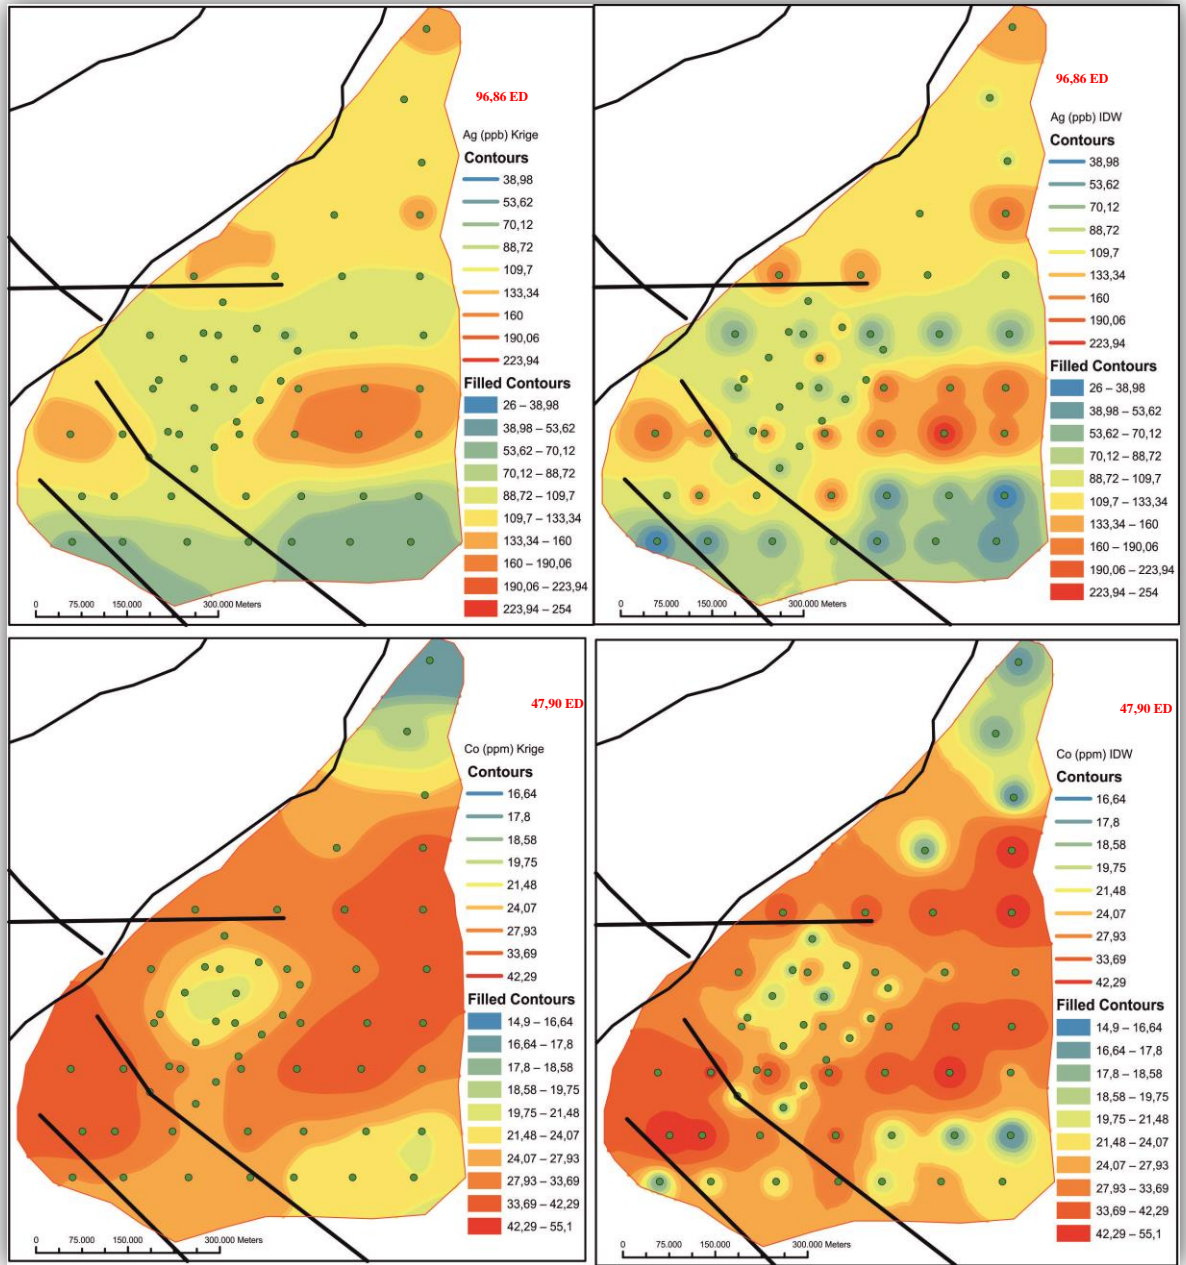 96,86 ED
Ag (ppb) Krige
Contours
38,98
53,62
70,12
88,72
109,7
133,34
160
190,06
223,94
Filled Contours
26 – 38,98
38,98 – 53,62
53,62 – 70,12
70,12 – 88,72
88,72 – 109,7
109,7 – 133,34
133,34 – 160
160 – 190,06
190,06 – 223,94
223,94 – 254
0 75.000 150.000 300.000 Meters
96,86 ED
Ag (ppb) IDW
Contours
38,98
53,62
70,12
88,72
109,7
133,34
160
190,06
223,94
Filled Contours
26 – 38,98
38,98 – 53,62
53,62 – 70,12
70,12 – 88,72
88,72 – 109,7
109,7 – 133,34
133,34 – 160
160 – 190,06
190,06 – 223,94
223,94 – 254
0 75.000 150.000 300.000 Meters
47,90 ED
Co (ppm) Krige
Contours
16,64
17,8
18,58
19,75
21,48
24,07
27,93
33,69
42,29
Filled Contours
14,9 – 16,64
16,64 – 17,8
17,8 – 18,58
18,58 – 19,75
19,75 – 21,48
21,48 – 24,07
24,07 – 27,93
27,93 – 33,69
33,69 – 42,29
42,29 – 55,1
0 75.000 150.000 300.000 Meters
47,90 ED
Co (ppm) IDW
Contours
16,64
17,8
18,58
19,75
21,48
24,07
27,93
33,69
42,29
Filled Contours
14,9 – 16,64
16,64 – 17,8
17,8 – 18,58
18,58 – 19,75
19,75 – 21,48
21,48 – 24,07
24,07 – 27,93
27,93 – 33,69
33,69 – 42,29
42,29 – 55,1
0 75.000 150.000 300.000 Meters